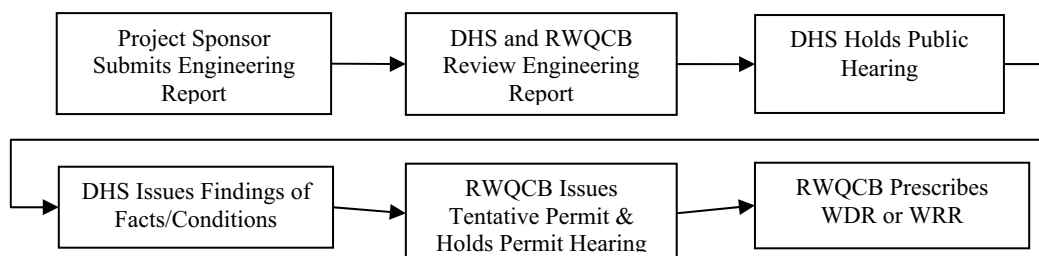 Project Sponsor
Submits Engineering
Report
DHS and RWQCB
Review Engineering
Report
DHS Holds Public
Hearing
DHS Issues Findings of
Facts/Conditions
RWQCB Issues
Tentative Permit &
Holds Permit Hearing
RWQCB Prescribes
WDR or WRR